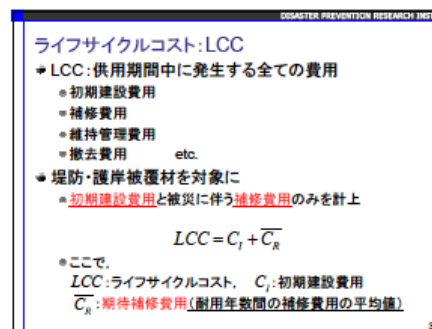 DISASTER PREVENTION RESEARCH INST
ライフサイクルコスト:LCC
LCC:供用期間中に発生する全ての費用
初期建設費用
補修費用
維持管理費用
撤去費用 etc.
堤防・護岸被覆材を対象に
初期建設費用と被災に伴う補修費用のみを計上
LCC = C_I + \overline{C_R}
ここで,
LCC:ライフサイクルコスト, C_I:初期建設費用
\overline{C_R}:期待補修費用(耐用年数間の補修費用の平均値)